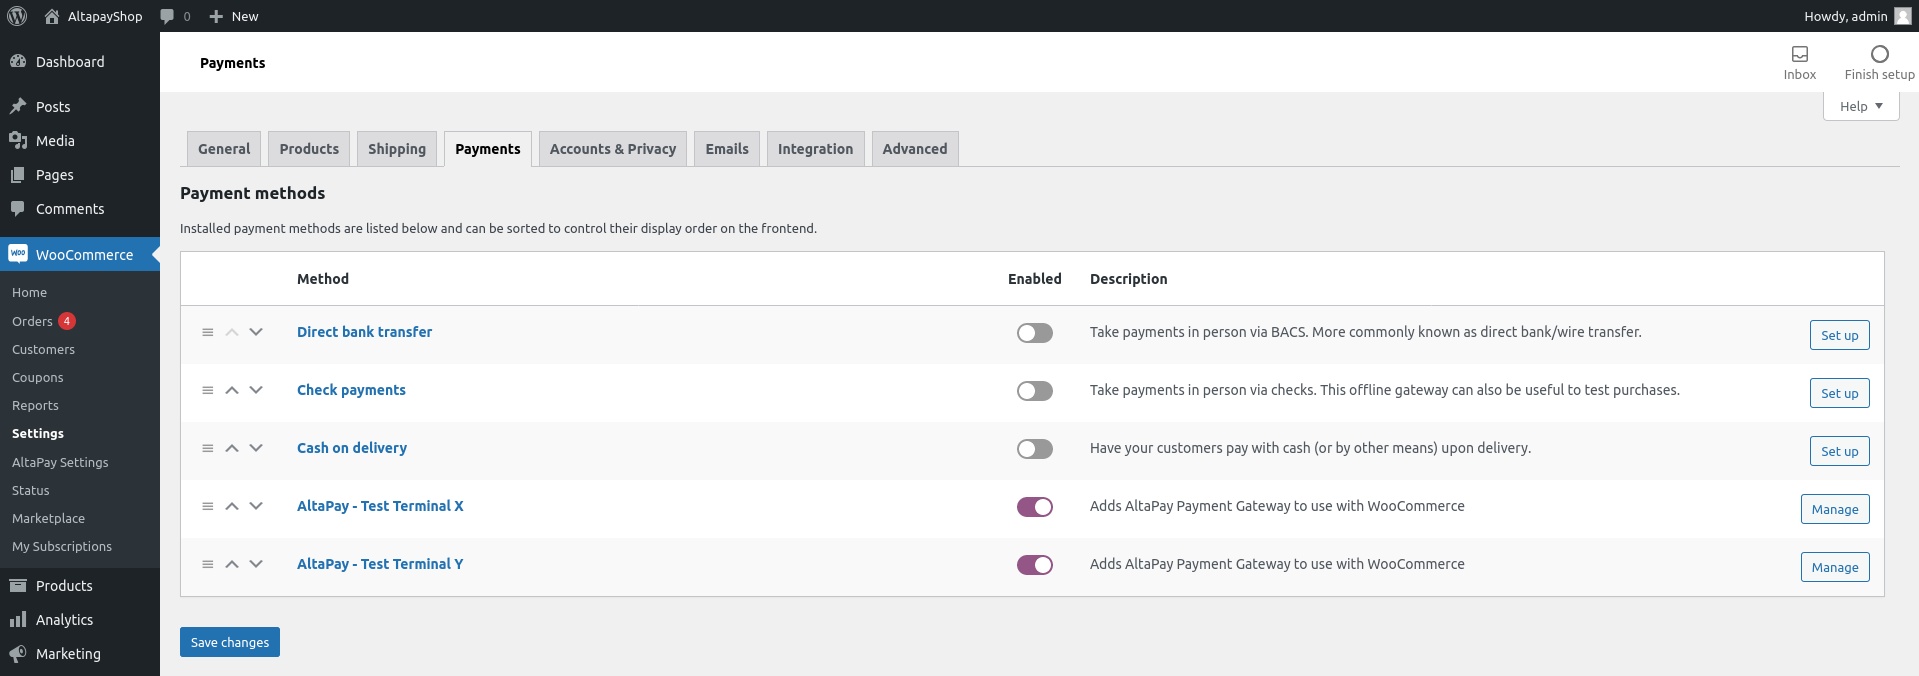 AltapayShop 0 New Howdy, admin
Dashboard
Posts
Media
Pages
Comments
WOO WooCommerce
Home
Orders 4
Customers
Coupons
Reports
Settings
AltaPay Settings
Status
Marketplace
My Subscriptions
Products
Analytics
Marketing
Payments
Inbox Finish setup
Help
General Products Shipping Payments Accounts & Privacy Emails Integration Advanced
Payment methods
Installed payment methods are listed below and can be sorted to control their display order on the frontend.
Method Enabled Description
Direct bank transfer Take payments in person via BACS. More commonly known as direct bank/wire transfer. Set up
Check payments Take payments in person via checks. This offline gateway can also be useful to test purchases. Set up
Cash on delivery Have your customers pay with cash (or by other means) upon delivery. Set up
AltaPay - Test Terminal X Adds AltaPay Payment Gateway to use with WooCommerce Manage
AltaPay - Test Terminal Y Adds AltaPay Payment Gateway to use with WooCommerce Manage
Save changes